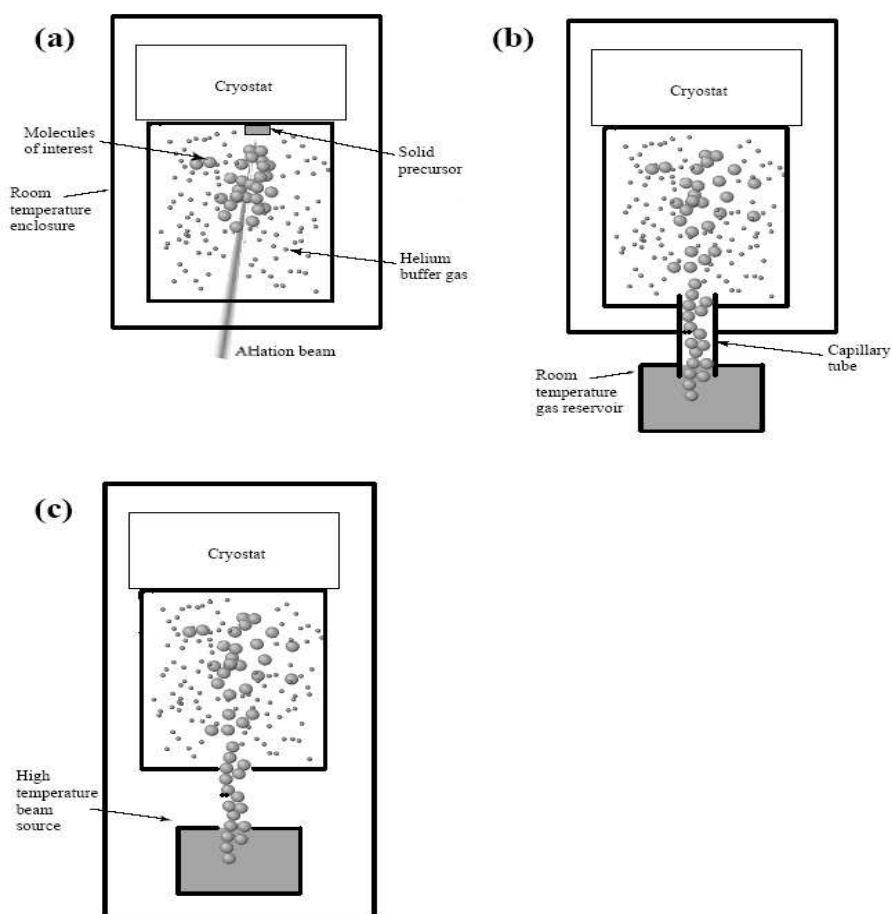 (a)
Cryostat
Molecules
of interest
Solid
precursor
Room
temperature
enclosure
Helium
buffer gas
(b)
Cryostat
Capillary
tube
Room
temperature
gas reservoir
(c)
Cryostat
High
temperature
beam
source
beam